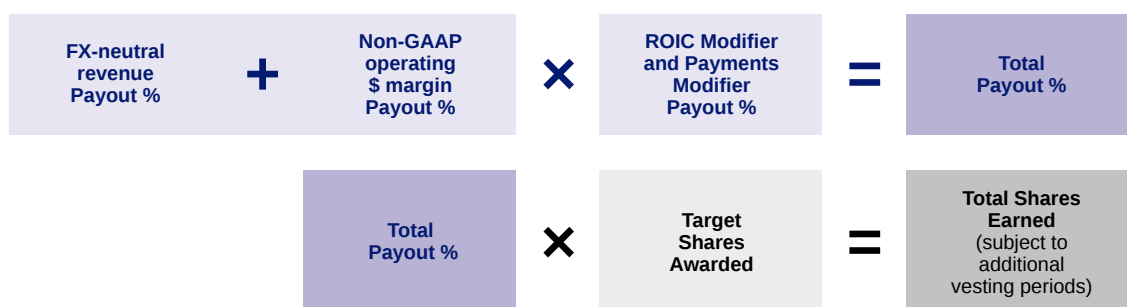 FX-neutral
revenue
Payout %
+
Non-GAAP
operating
$ margin
Payout %
×
ROIC Modifier
and Payments
Modifier
Payout %
=
Total
Payout %
Total
Payout %
×
Target
Shares
Awarded
=
Total Shares
Earned
(subject to
additional
vesting periods)